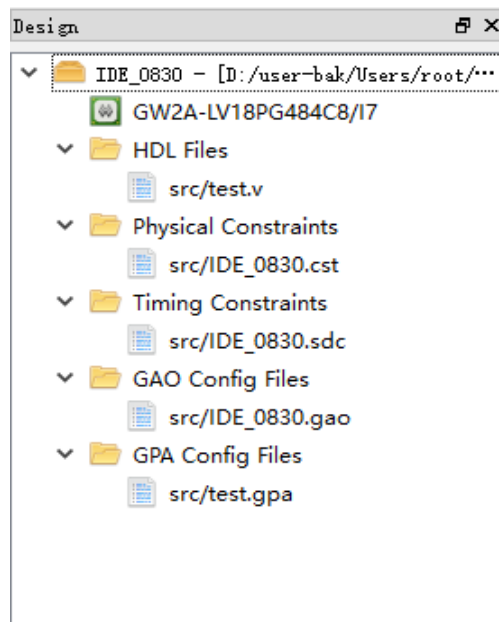 Design
IDE_0830 - [D:/user-bak/Users/root/...
GW2A-LV18PG484C8/I7
HDL Files
src/test.v
Physical Constraints
src/IDE_0830.cst
Timing Constraints
src/IDE_0830.sdc
GAO Config Files
src/IDE_0830.gao
GPA Config Files
src/test.gpa